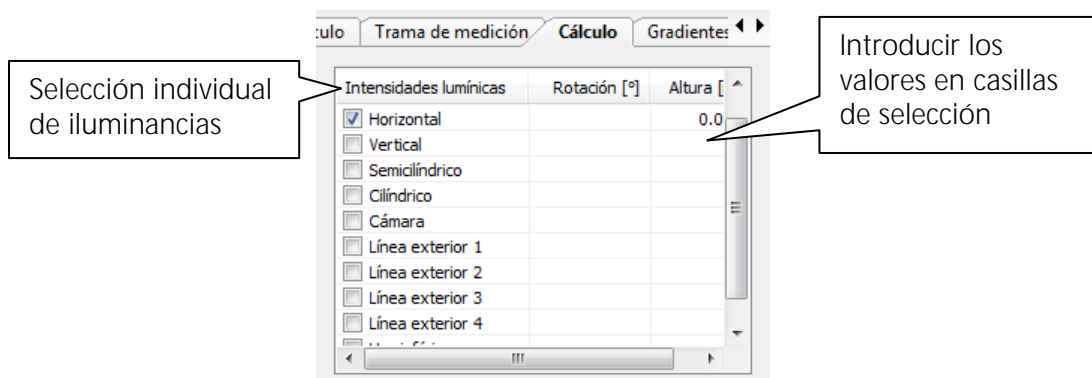 culo Trama de medición Cálculo Gradientes
Selección individual
de iluminancias
Introducir los
valores en casillas
de selección
Intensidades lumínicas Rotación [°] Altura [
Horizontal 0.0
Vertical
Semicilíndrico
Cilíndrico
Cámara
Línea exterior 1
Línea exterior 2
Línea exterior 3
Línea exterior 4